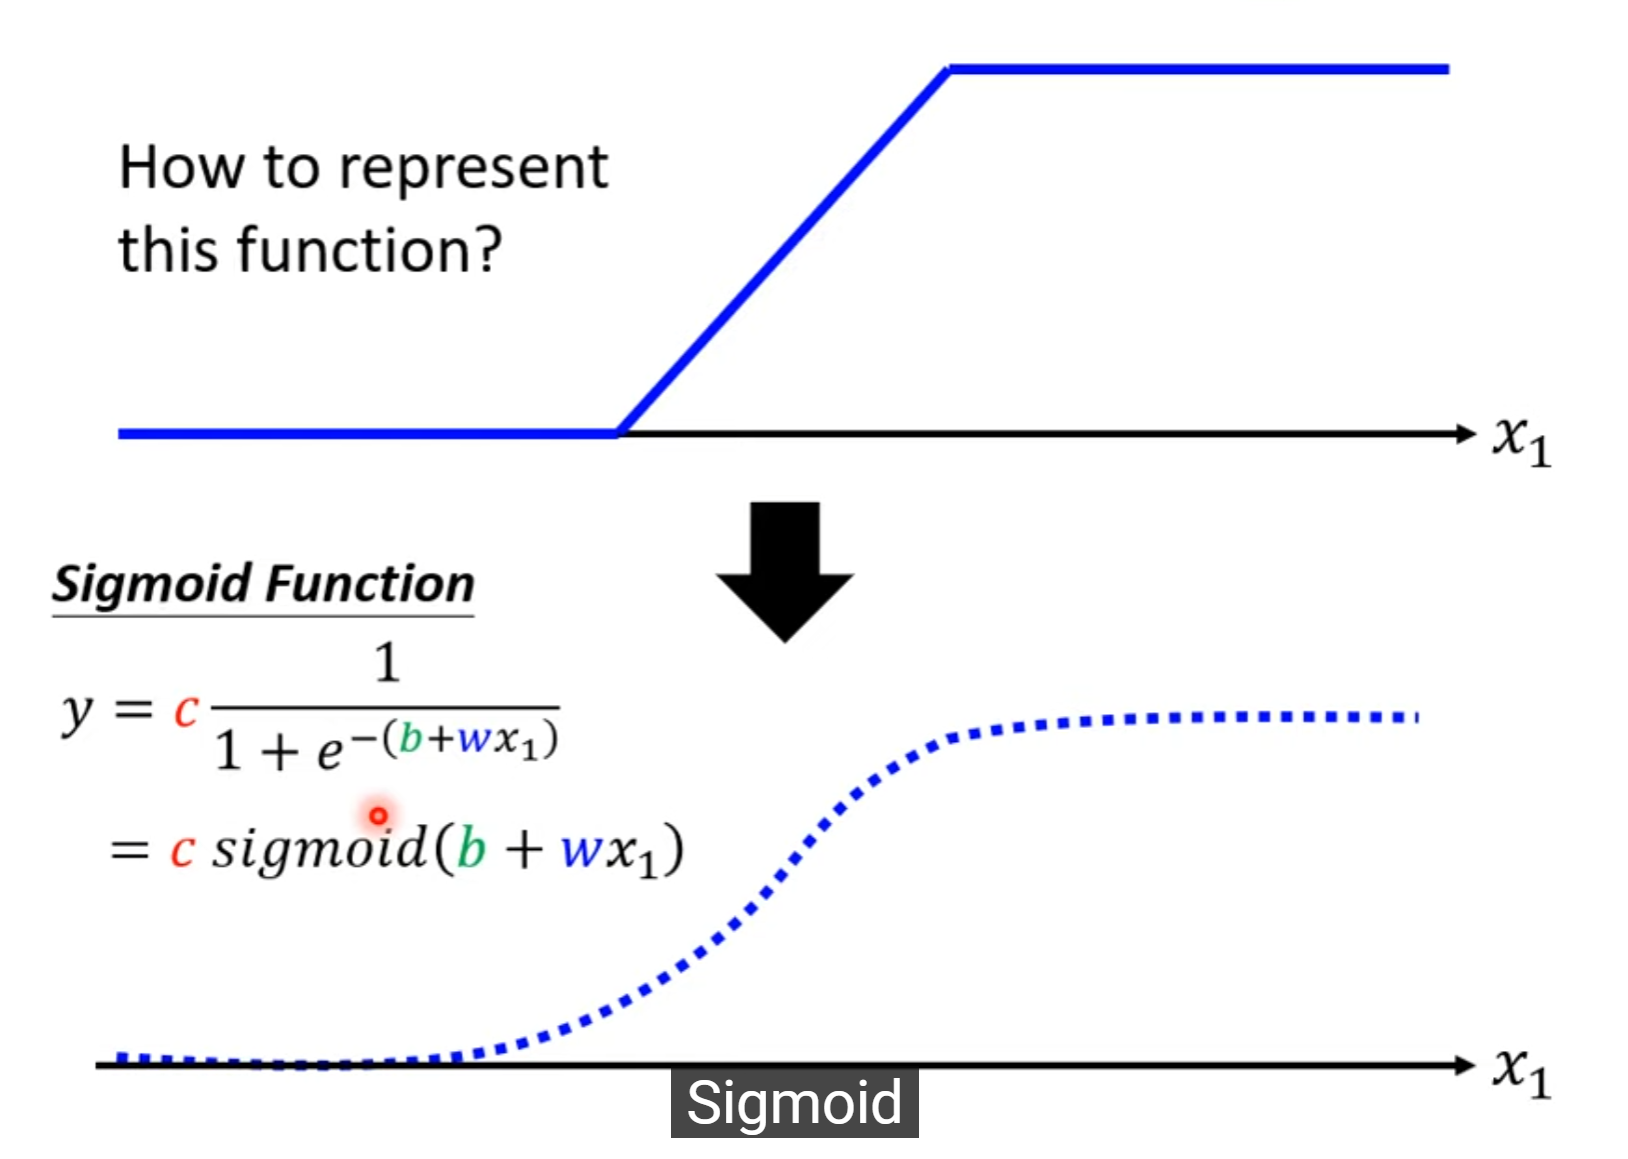 How to represent
this function?
x₁
Sigmoid Function
y = c 1 / (1 + e^−(b+wx₁))
= c sigmoid(b + wx₁)
x₁
Sigmoid